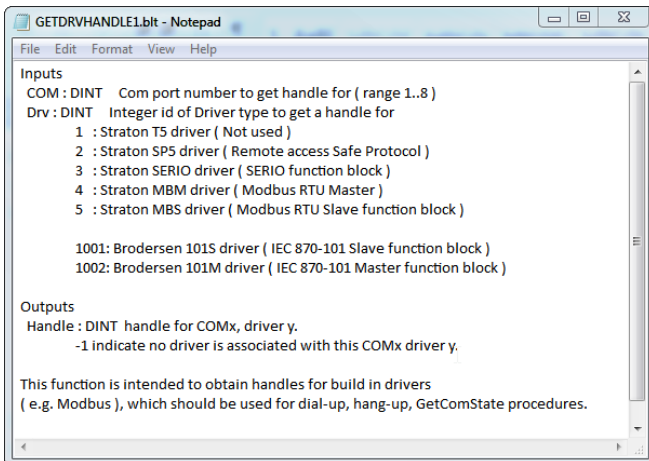 GETDRVHANDLE1.blt - Notepad
File Edit Format View Help
Inputs
COM : DINT Com port number to get handle for ( range 1..8 )
Drv : DINT Integer id of Driver type to get a handle for
1 : Straton T5 driver ( Not used )
2 : Straton SP5 driver ( Remote access Safe Protocol )
3 : Straton SERIO driver ( SERIO function block )
4 : Straton MBM driver ( Modbus RTU Master )
5 : Straton MBS driver ( Modbus RTU Slave function block )
1001: Brodersen 101S driver ( IEC 870-101 Slave function block )
1002: Brodersen 101M driver ( IEC 870-101 Master function block )
Outputs
Handle : DINT handle for COMx, driver y.
-1 indicate no driver is associated with this COMx driver y.
This function is intended to obtain handles for build in drivers
( e.g. Modbus ), which should be used for dial-up, hang-up, GetComState procedures.